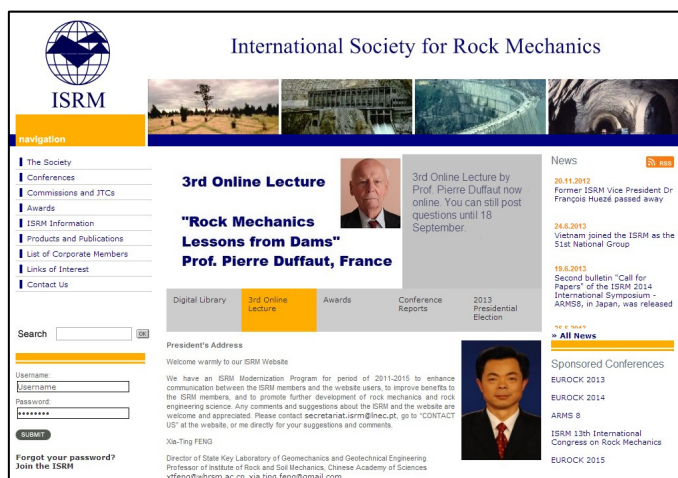 International Society for Rock Mechanics
ISRM
navigation
The Society
Conferences
Commissions and JTCs
Awards
ISRM Information
Products and Publications
List of Corporate Members
Links of Interest
Contact Us
Search
OK
Username:
Username
Password:
SUBMIT
Forgot your password?
Join the ISRM
3rd Online Lecture
"Rock Mechanics
Lessons from Dams"
Prof. Pierre Duffaut, France
3rd Online Lecture by
Prof. Pierre Duffaut now
online. You can still post
questions until 18
September.
Digital Library
3rd Online
Lecture
Awards
Conference
Reports
2013
Presidential
Election
President's Address
Welcome warmly to our ISRM Website
We have an ISRM Modernization Program for period of 2011-2015 to enhance
communication between the ISRM members and the website users, to improve benefits to
the ISRM members, and to promote further development of rock mechanics and rock
engineering science. Any comments and suggestions about the ISRM and the website are
welcome and appreciated. Please contact secretariat.isrm@lnec.pt, go to "CONTACT
US" at the website, or me directly for your suggestions and comments.
Xia-Ting FENG
Director of State Key Laboratory of Geomechanics and Geotechnical Engineering
Professor of Institute of Rock and Soil Mechanics, Chinese Academy of Sciences
xtfeng@whrsm.ac.cn, xia.ting.feng@gmail.com
News
RSS
20.11.2012
Former ISRM Vice President Dr
François Huezé passed away
24.6.2013
Vietnam joined the ISRM as the
51st National Group
19.6.2013
Second bulletin "Call for
Papers" of the ISRM 2014
International Symposium -
ARMS8, in Japan, was released
25.5.2013
» All News
Sponsored Conferences
EUROCK 2013
EUROCK 2014
ARMS 8
ISRM 13th International
Congress on Rock Mechanics
EUROCK 2015